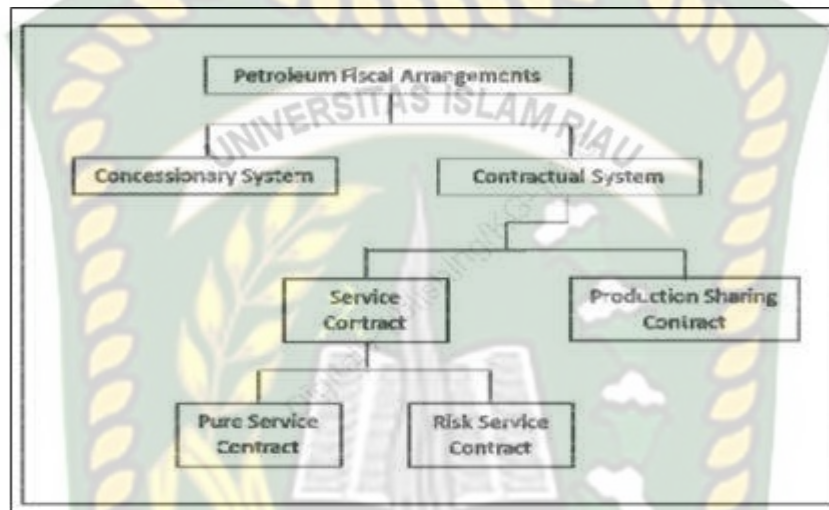 Petroleum Fiscal Arrangements
UNIVERSITAS ISLAM RIAU
Concessionary System
Contractual System
Service
Contract
Production Sharing
Contract
Pure Service
Contract
Risk Service
Contract